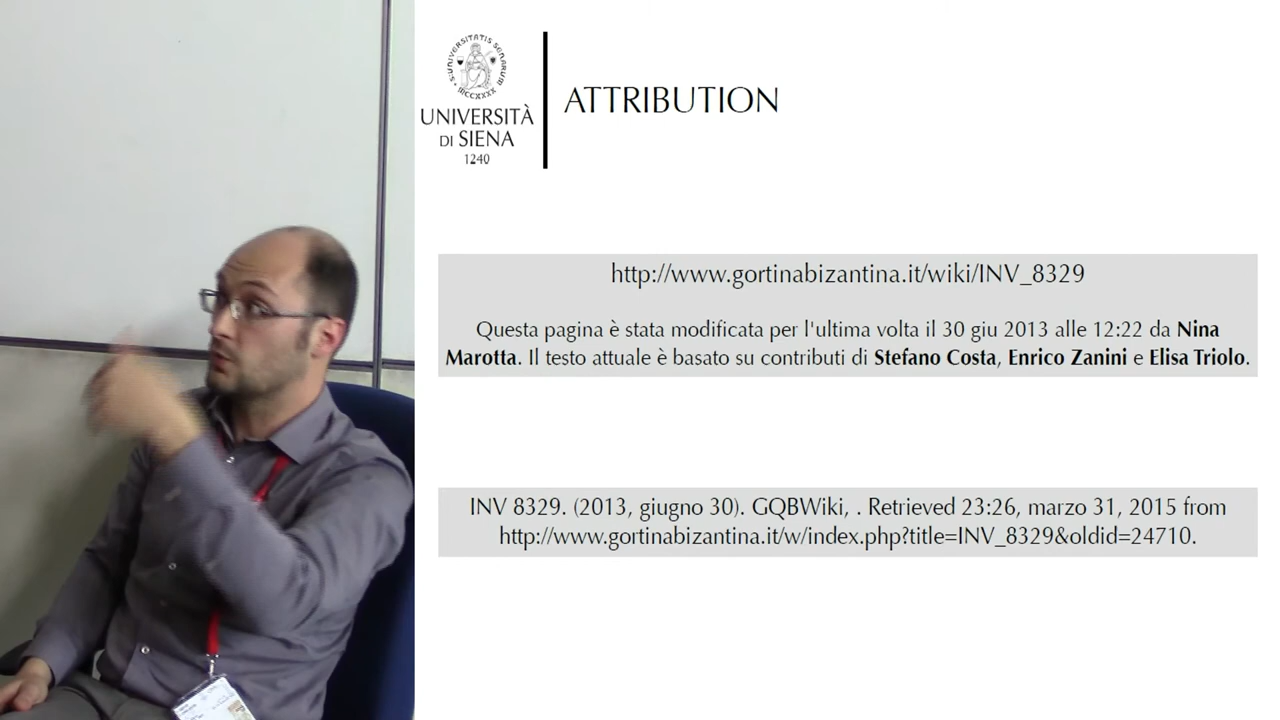 UNIVERSITÀ
DI SIENA
1240
ATTRIBUTION
http://www.gortinabizantina.it/wiki/INV_8329
Questa pagina è stata modificata per l'ultima volta il 30 giu 2013 alle 12:22 da Nina
Marotta. Il testo attuale è basato su contributi di Stefano Costa, Enrico Zanini e Elisa Triolo.
INV 8329. (2013, giugno 30). GQBWiki, . Retrieved 23:26, marzo 31, 2015 from
http://www.gortinabizantina.it/w/index.php?title=INV_8329&oldid=24710.